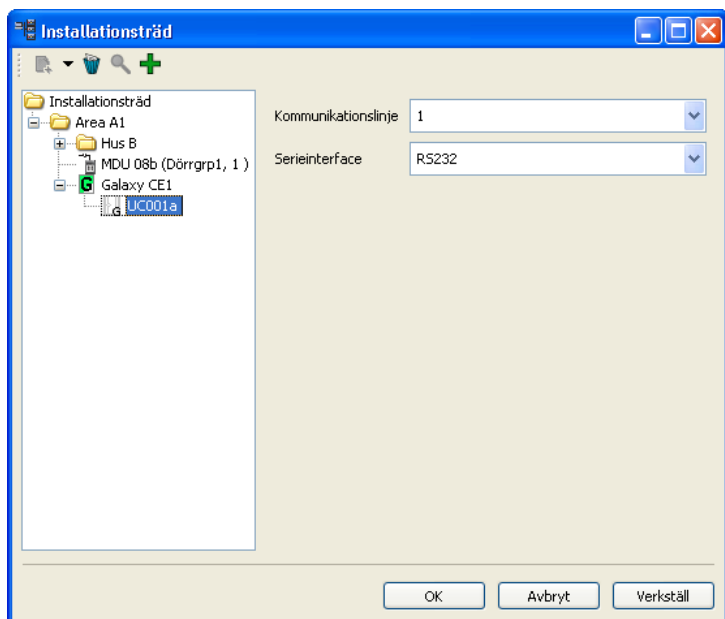 Installationsträd
Installationsträd
Area A1
Hus B
MDU 08b (Dörrgrp1, 1 )
G Galaxy CE1
G UC001a
Kommunikationslinje 1
Serieinterface RS232
OK Avbryt Verkställ